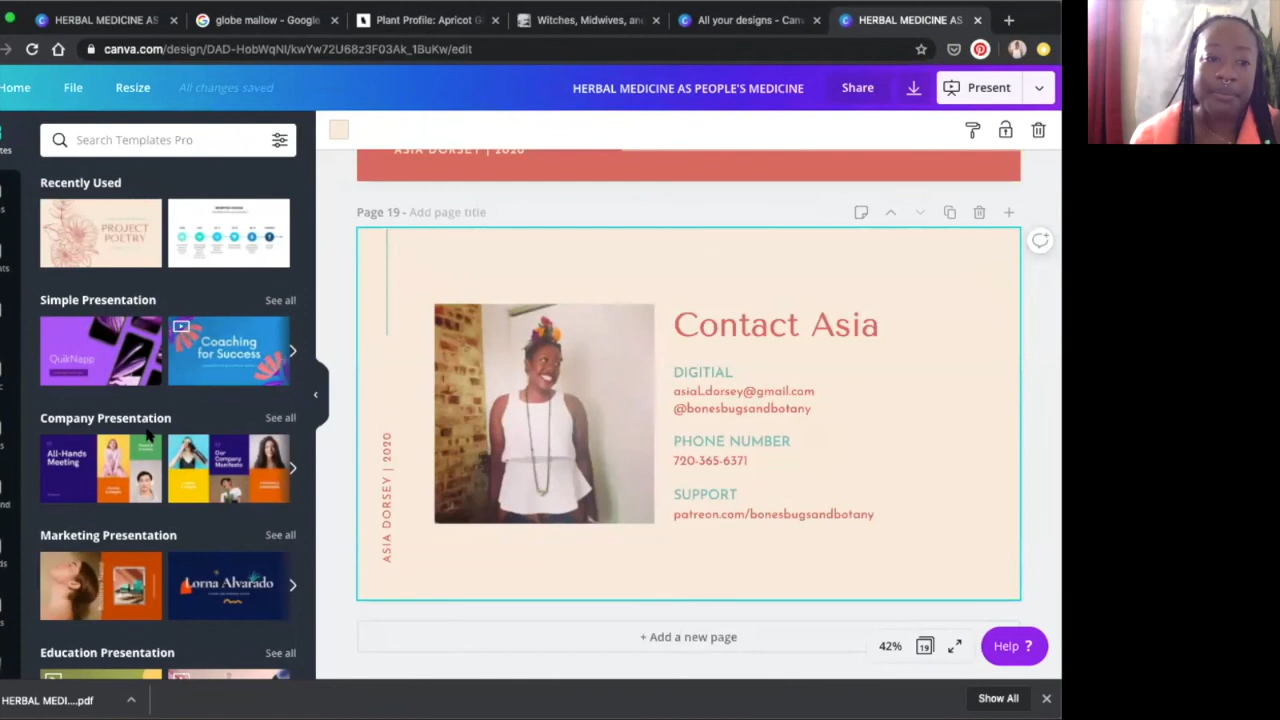 HERBAL MEDICINE AS
globe mallow - Google
Plant Profile: Apricot G
Witches, Midwives, an
All your designs - Can
HERBAL MEDICINE AS
canva.com/design/DAD-HobWqNI/kwYw72U68z3F03Ak_1BuKw/edit
Home
File
Resize
All changes saved
HERBAL MEDICINE AS PEOPLE'S MEDICINE
Share
Present
Search Templates Pro
Recently Used
PROJECT
POETRY
Simple Presentation
See all
QuikNapp
Coaching
for Success
Company Presentation
See all
All-Hands
Meeting
Our
Company
Manifesto
Marketing Presentation
See all
Lorna Alvarado
Education Presentation
See all
ASIA DORSEY | 2020
Page 19 - Add page title
Contact Asia
DIGITIAL
asial.dorsey@gmail.com
@bonesbugsandbotany
PHONE NUMBER
720-365-6371
SUPPORT
patreon.com/bonesbugsandbotany
ASIA DORSEY | 2020
+ Add a new page
42%
19
Help ?
HERBAL MEDI....pdf
Show All